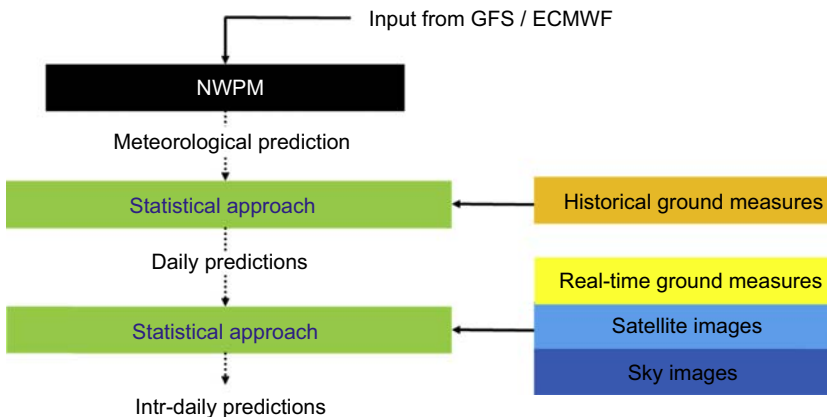 Input from GFS / ECMWF
NWPM
Meteorological prediction
Statistical approach
Historical ground measures
Daily predictions
Real-time ground measures
Statistical approach
Satellite images
Sky images
Intr-daily predictions